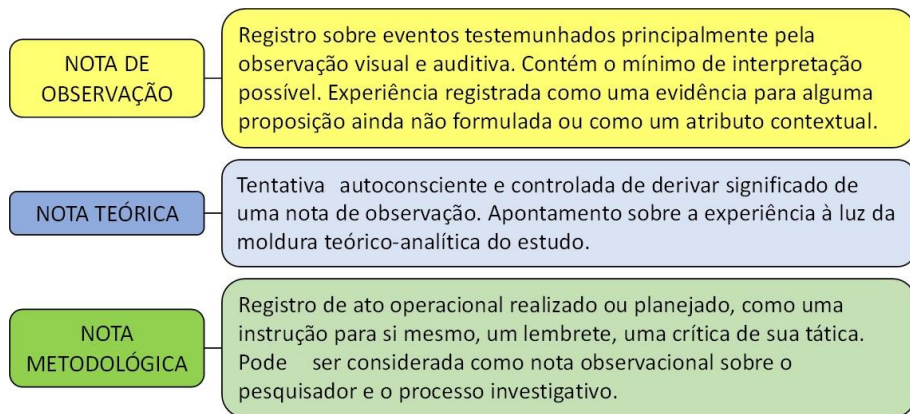 NOTA DE
OBSERVAÇÃO
Registro sobre eventos testemunhados principalmente pela
observação visual e auditiva. Contém o mínimo de interpretação
possível. Experiência registrada como uma evidência para alguma
proposição ainda não formulada ou como um atributo contextual.
NOTA TEÓRICA
Tentativa autoconsciente e controlada de derivar significado de
uma nota de observação. Apontamento sobre a experiência à luz da
moldura teórico-analítica do estudo.
NOTA
METODOLÓGICA
Registro de ato operacional realizado ou planejado, como uma
instrução para si mesmo, um lembrete, uma crítica de sua tática.
Pode ser considerada como nota observacional sobre o
pesquisador e o processo investigativo.